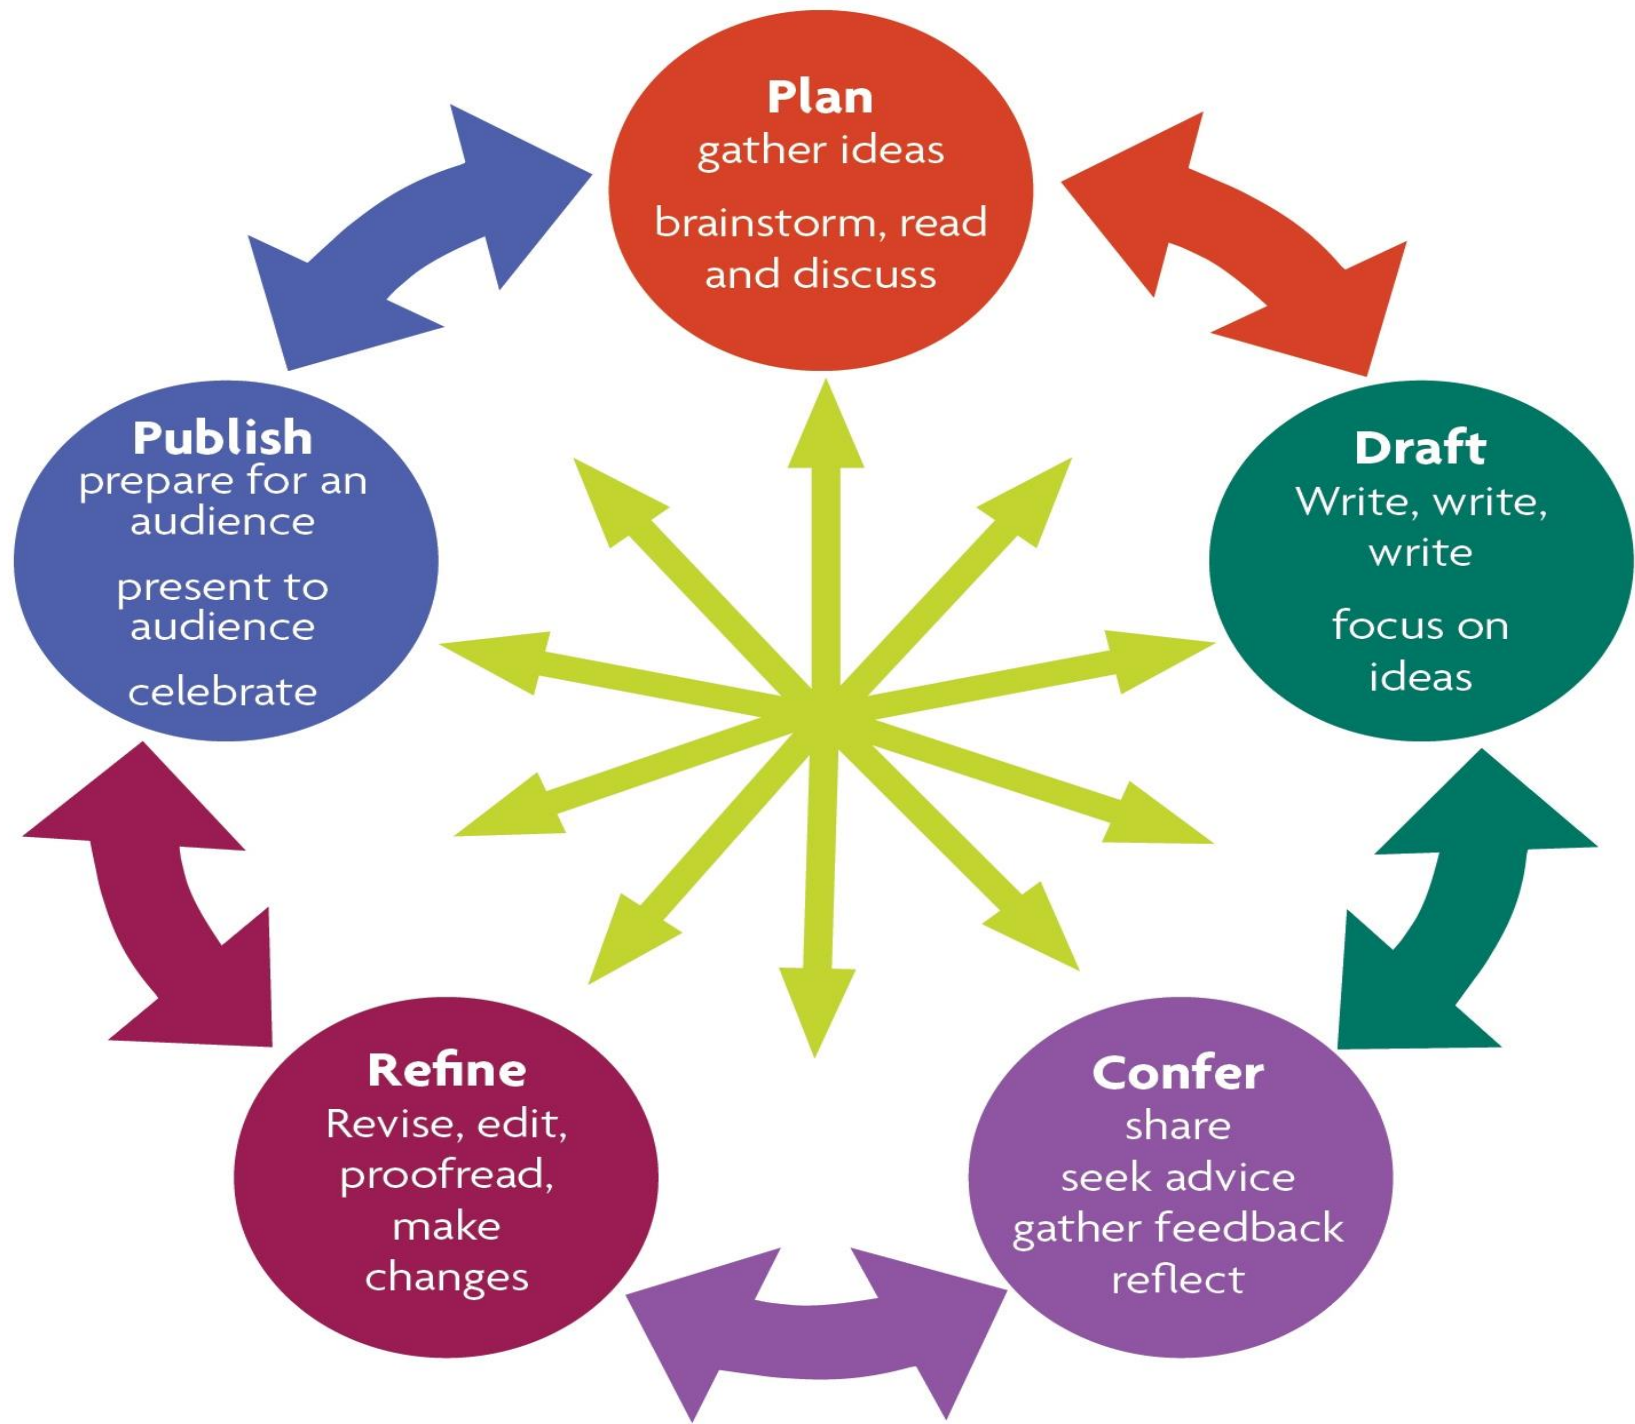 Plan
gather ideas
brainstorm, read
and discuss
Draft
Write, write,
write
focus on
ideas
Confer
share
seek advice
gather feedback
reflect
Refine
Revise, edit,
proofread,
make
changes
Publish
prepare for an
audience
present to
audience
celebrate